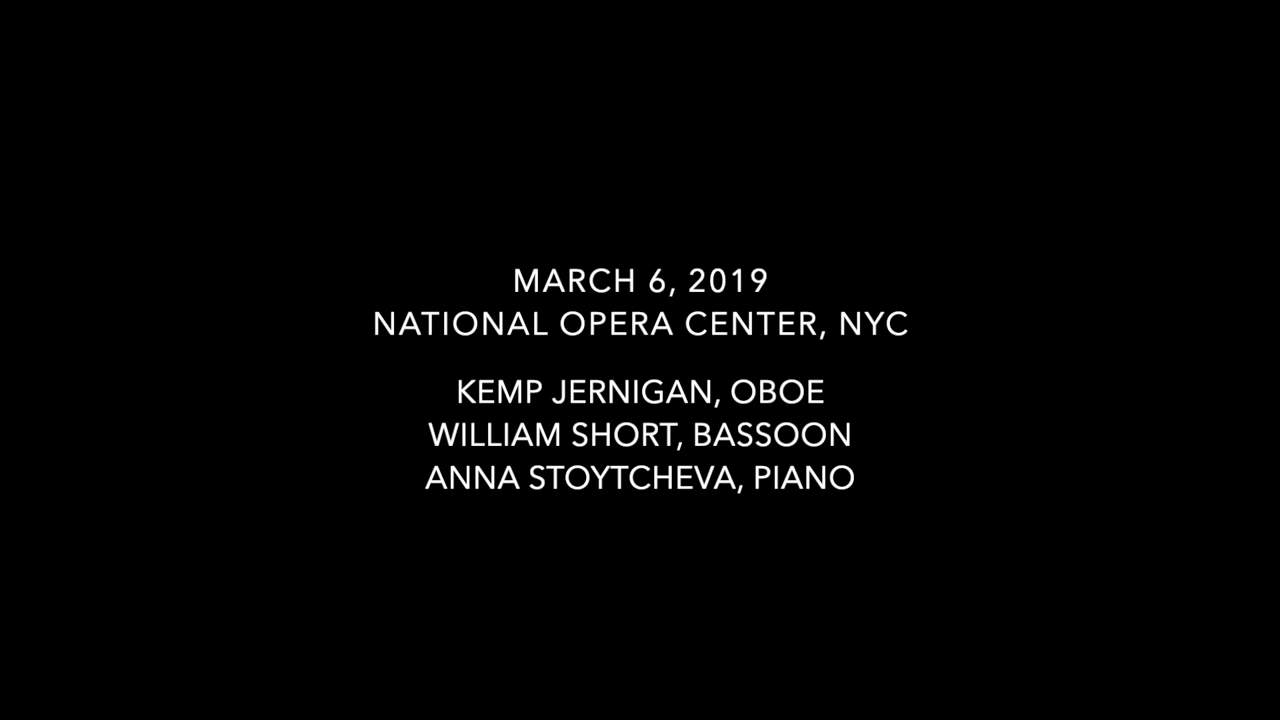 MARCH 6, 2019
NATIONAL OPERA CENTER, NYC
KEMP JERNIGAN, OBOE
WILLIAM SHORT, BASSOON
ANNA STOYTCHEVA, PIANO